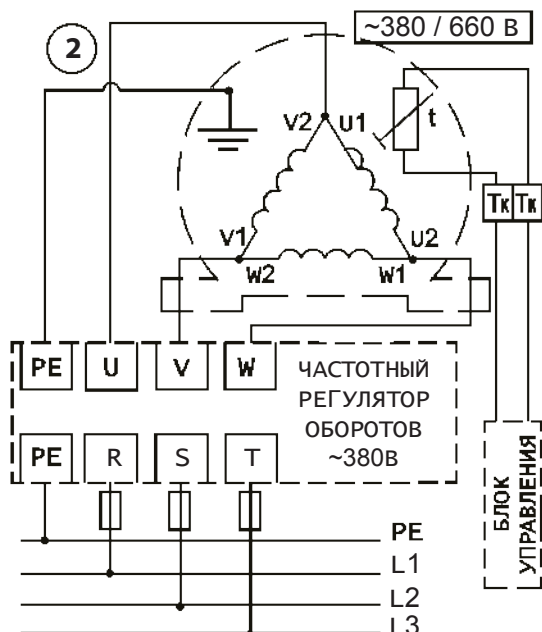 2
~380 / 660 В
V2 U1
t
Тк Тк
V1 U2
W2 W1
PE U V W
ЧАСТОТНЫЙ
РЕГУЛЯТОР
ОБОРОТОВ
~380В
PE R S T
БЛОК
УПРАВЛЕНИЯ
PE
L1
L2
L3